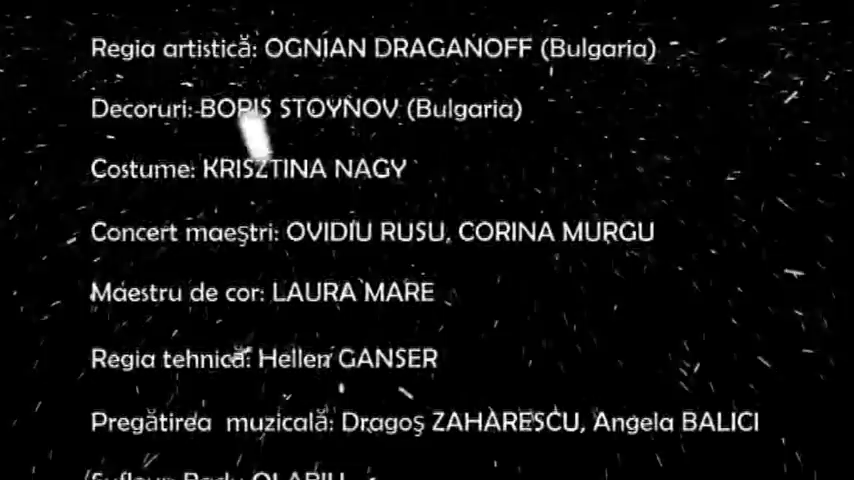 Regia artistică: OGNIAN DRAGANOFF (Bulgaria)
Decoruri: BORIS STOYNOV (Bulgaria)
Costume: KRISZTINA NAGY
Concert maeştri: OVIDIU RUSU, CORINA MURGU
Maestru de cor: LAURA MARE
Regia tehnică: Hellen GANSER
Pregătirea muzicală: Dragoş ZAHARESCU, Angela BALICI